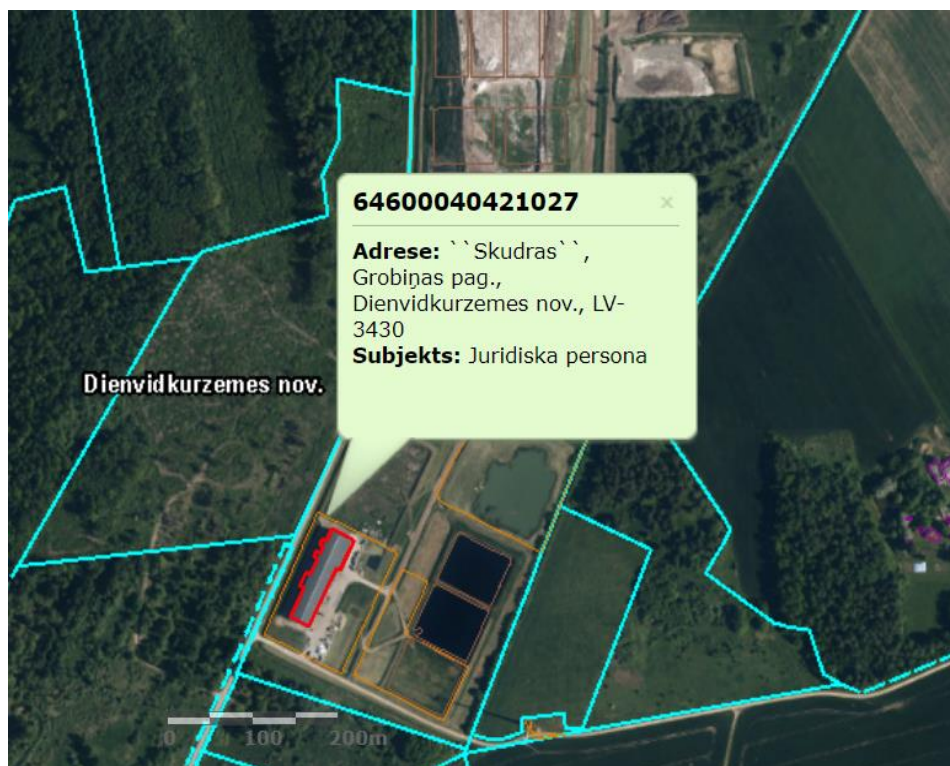 64600040421027 ×
Adrese: ``Skudras``,
Grobiņas pag.,
Dienvidkurzemes nov., LV-
3430
Subjekts: Juridiska persona
Dienvidkurzemes nov.
0 100 200m